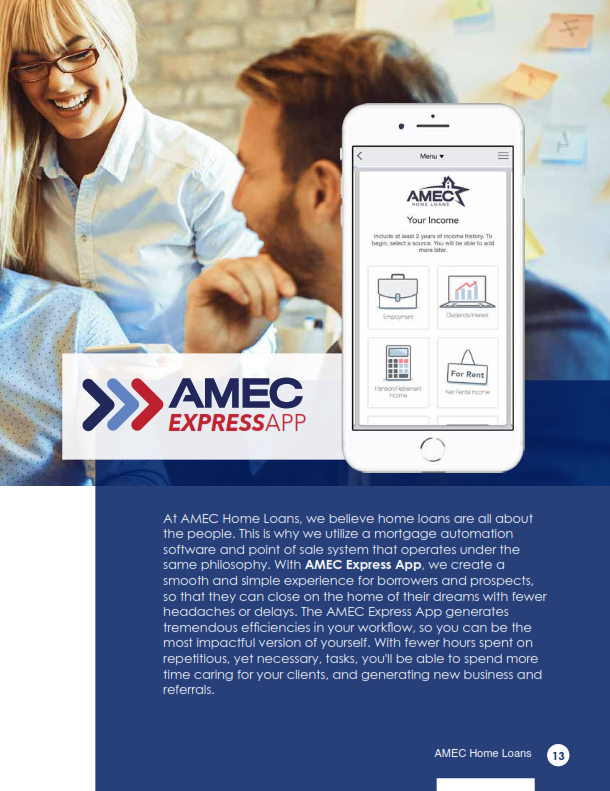 Menu ▾
AMEC
HOME LOANS
Your Income
Include at least 2 years of income history. To
begin, select a source. You will be able to add
more later.
Employment
Dividends/Interest
For Rent
Pension/Retirement
Income
Net Rental Income
AMEC
EXPRESSAPP
At AMEC Home Loans, we believe home loans are all about
the people. This is why we utilize a mortgage automation
software and point of sale system that operates under the
same philosophy. With AMEC Express App, we create a
smooth and simple experience for borrowers and prospects,
so that they can close on the home of their dreams with fewer
headaches or delays. The AMEC Express App generates
tremendous efficiencies in your workflow, so you can be the
most impactful version of yourself. With fewer hours spent on
repetitious, yet necessary, tasks, you'll be able to spend more
time caring for your clients, and generating new business and
referrals.
AMEC Home Loans 13